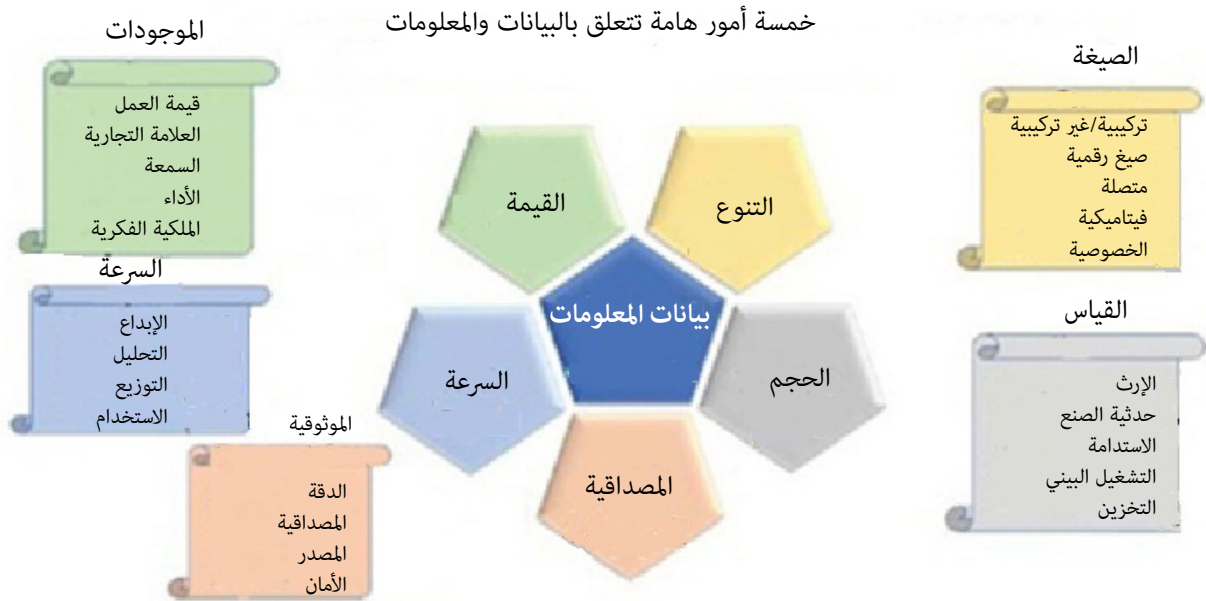 خمسة أمور هامة تتعلق بالبيانات والمعلومات
الصيغة
تركيبية/غير تركيبية
صيغ رقمية
متصلة
فيتاميكية
الخصوصية
القياس
الإرث
حدثية الصنع
الاستدامة
التشغيل البيني
التخزين
التنوع
القيمة
بيانات المعلومات
الحجم
السرعة
المصداقية
الموجودات
قيمة العمل
العلامة التجارية
السمعة
الأداء
الملكية الفكرية
السرعة
الإبداع
التحليل
التوزيع
الاستخدام
الموثوقية
الدقة
المصداقية
المصدر
الأمان